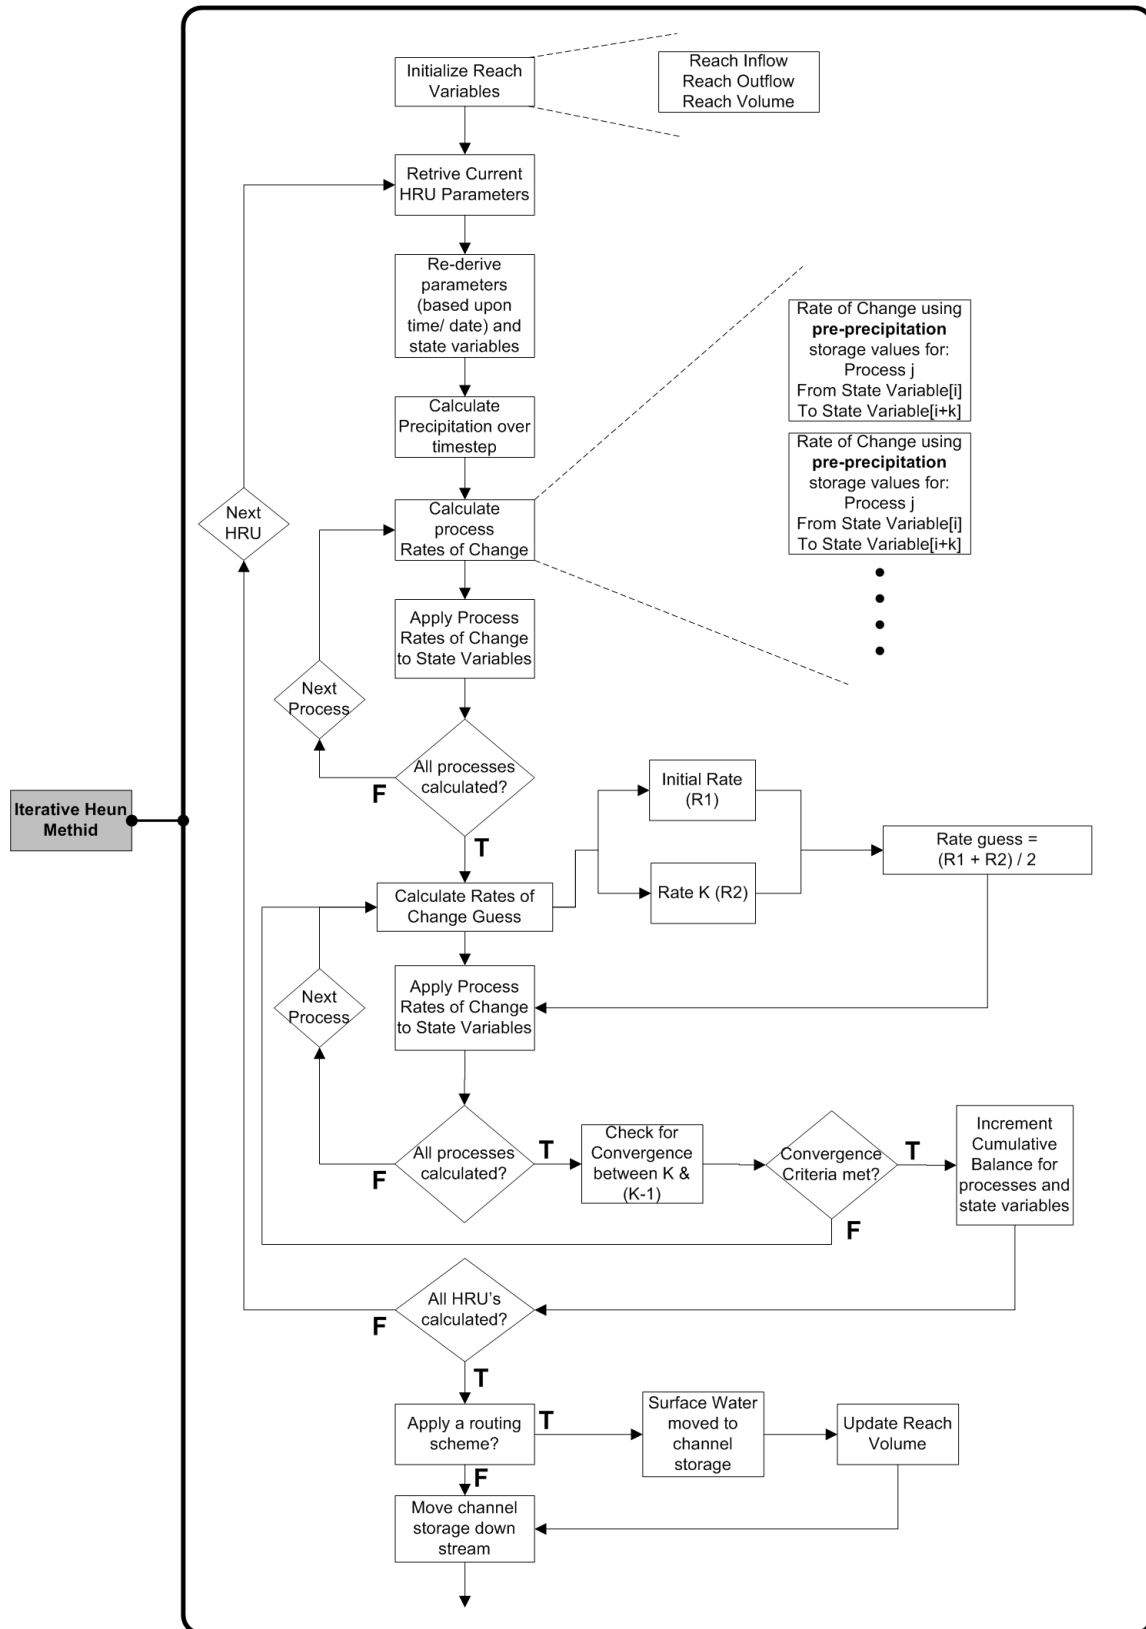 Initialize Reach
Variables
Reach Inflow
Reach Outflow
Reach Volume
Retrive Current
HRU Parameters
Re-derive
parameters
(based upon
time/ date) and
state variables
Rate of Change using
pre-precipitation
storage values for:
Process j
From State Variable[i]
To State Variable[i+k]
Calculate
Precipitation over
timestep
Rate of Change using
pre-precipitation
storage values for:
Process j
From State Variable[i]
To State Variable[i+k]
Next
HRU
Calculate
process
Rates of Change
Apply Process
Rates of Change
to State Variables
Next
Process
All processes
calculated?
F
T
Iterative Heun
Methid
Initial Rate
(R1)
Rate K (R2)
Rate guess =
(R1 + R2) / 2
Calculate Rates of
Change Guess
Apply Process
Rates of Change
to State Variables
Next
Process
All processes
calculated?
F
T
Check for
Convergence
between K &
(K-1)
Convergence
Criteria met?
T
F
Increment
Cumulative
Balance for
processes and
state variables
All HRU's
calculated?
F
T
Apply a routing
scheme?
T
F
Surface Water
moved to
channel
storage
Update Reach
Volume
Move channel
storage down
stream